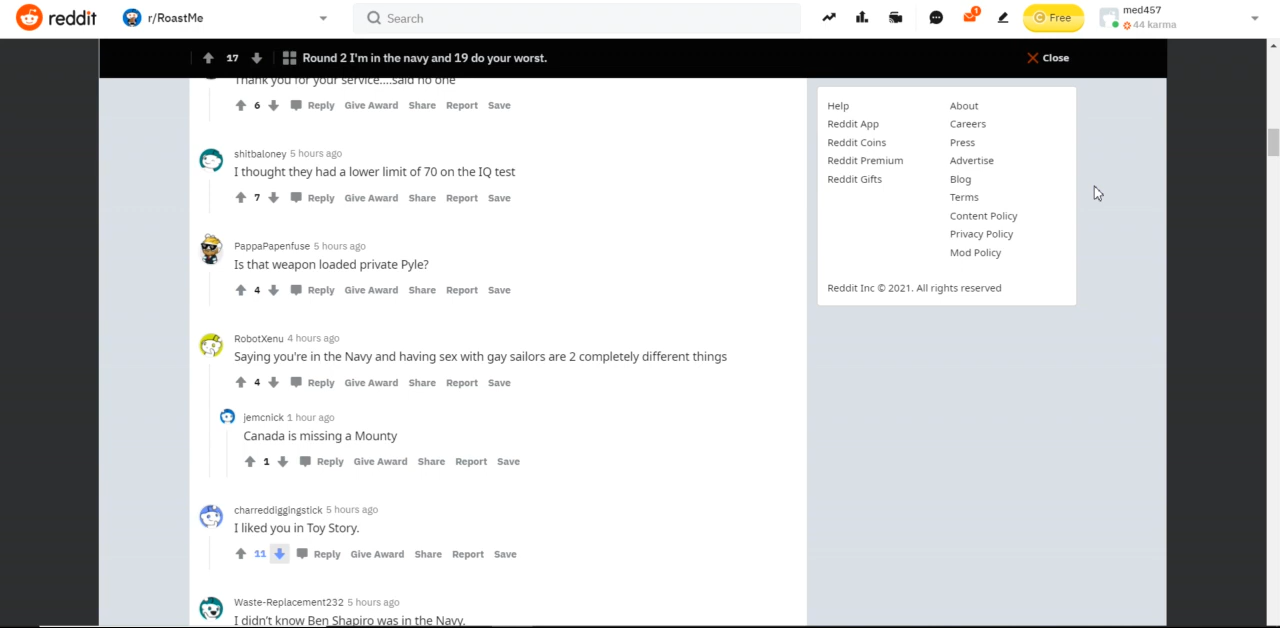 reddit r/RoastMe Search 1 Free med457
44 karma
17 Round 2 I'm in the navy and 19 do your worst. Close
Thank you for your service....said no one
6 Reply Give Award Share Report Save
shitbaloney 5 hours ago
I thought they had a lower limit of 70 on the IQ test
7 Reply Give Award Share Report Save
PappaPapenfuse 5 hours ago
Is that weapon loaded private Pyle?
4 Reply Give Award Share Report Save
RobotXenu 4 hours ago
Saying you're in the Navy and having sex with gay sailors are 2 completely different things
4 Reply Give Award Share Report Save
jemcnick 1 hour ago
Canada is missing a Mounty
1 Reply Give Award Share Report Save
charreddiggingstick 5 hours ago
I liked you in Toy Story.
11 Reply Give Award Share Report Save
Waste-Replacement232 5 hours ago
I didn't know Ben Shapiro was in the Navy.
Help About
Reddit App Careers
Reddit Coins Press
Reddit Premium Advertise
Reddit Gifts Blog
Terms
Content Policy
Privacy Policy
Mod Policy
Reddit Inc © 2021. All rights reserved